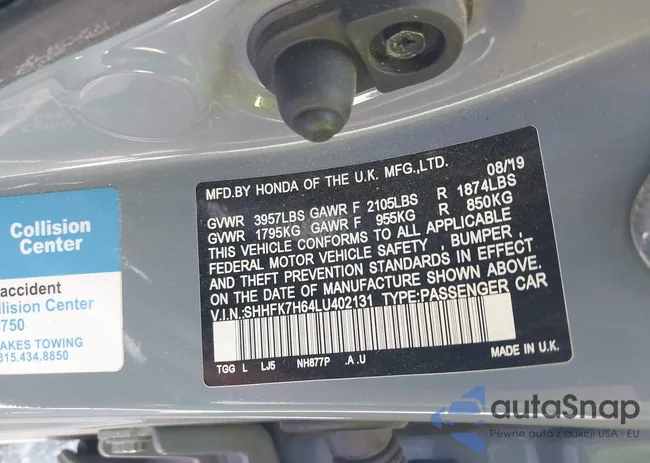 MFD.BY HONDA OF THE U.K. MFG.,LTD. 08/19
GVWR 3957LBS GAWR F 2105LBS R 1874LBS
GVWR 1795KG GAWR F 955KG R 850KG
THIS VEHICLE CONFORMS TO ALL APPLICABLE
FEDERAL MOTOR VEHICLE SAFETY , BUMPER ,
AND THEFT PREVENTION STANDARDS IN EFFECT
ON THE DATE OF MANUFACTURE SHOWN ABOVE.
V.I.N.:SHHFK7H64LU402131 TYPE:PASSENGER CAR
TGG L LJ5 NH877P .A.U MADE IN U.K.
Collision
Center
accident
llision Center
750
AKES TOWING
315.434.8850
autaSnap
Pewne auta z aukcji USA i EU